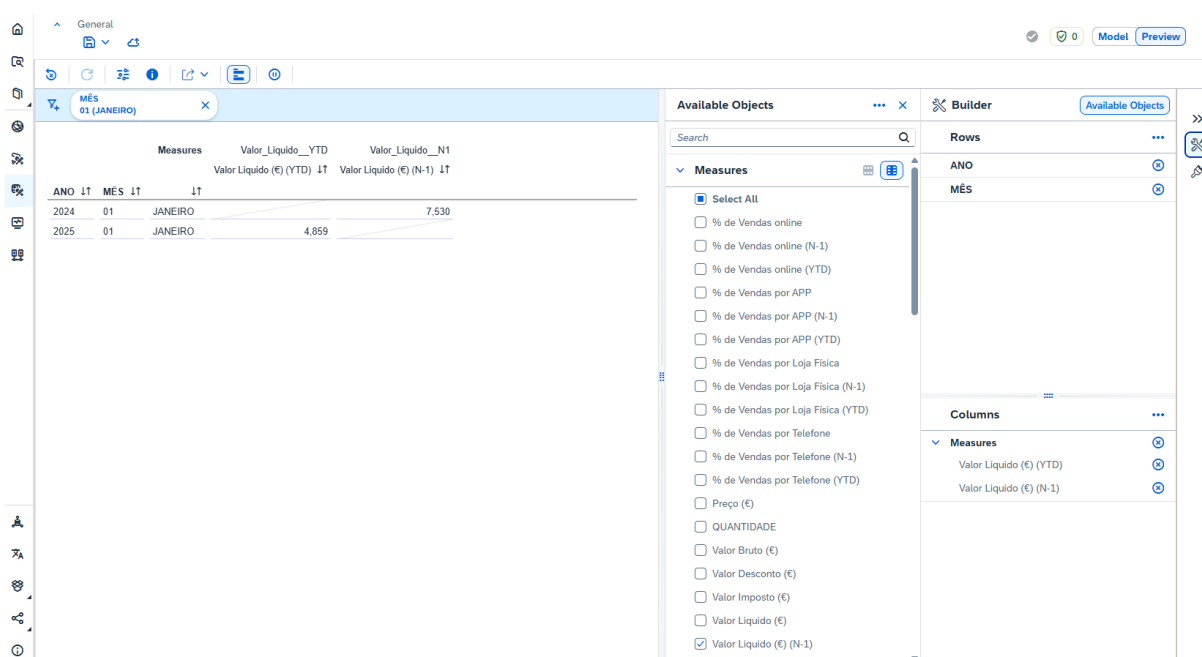 General
0
Model
Preview
MÊS
01 (JANEIRO)
Measures Valor_Liquido__YTD Valor_Liquido__N1
Valor Liquido (€) (YTD) Valor Liquido (€) (N-1)
ANO MÊS
2024 01 JANEIRO 7,530
2025 01 JANEIRO 4,859
Available Objects
Search
Measures
Select All
% de Vendas online
% de Vendas online (N-1)
% de Vendas online (YTD)
% de Vendas por APP
% de Vendas por APP (N-1)
% de Vendas por APP (YTD)
% de Vendas por Loja Física
% de Vendas por Loja Física (N-1)
% de Vendas por Loja Física (YTD)
% de Vendas por Telefone
% de Vendas por Telefone (N-1)
% de Vendas por Telefone (YTD)
Preço (€)
QUANTIDADE
Valor Bruto (€)
Valor Desconto (€)
Valor Imposto (€)
Valor Liquido (€)
Valor Liquido (€) (N-1)
Builder
Available Objects
Rows
ANO
MÊS
Columns
Measures
Valor Liquido (€) (YTD)
Valor Liquido (€) (N-1)